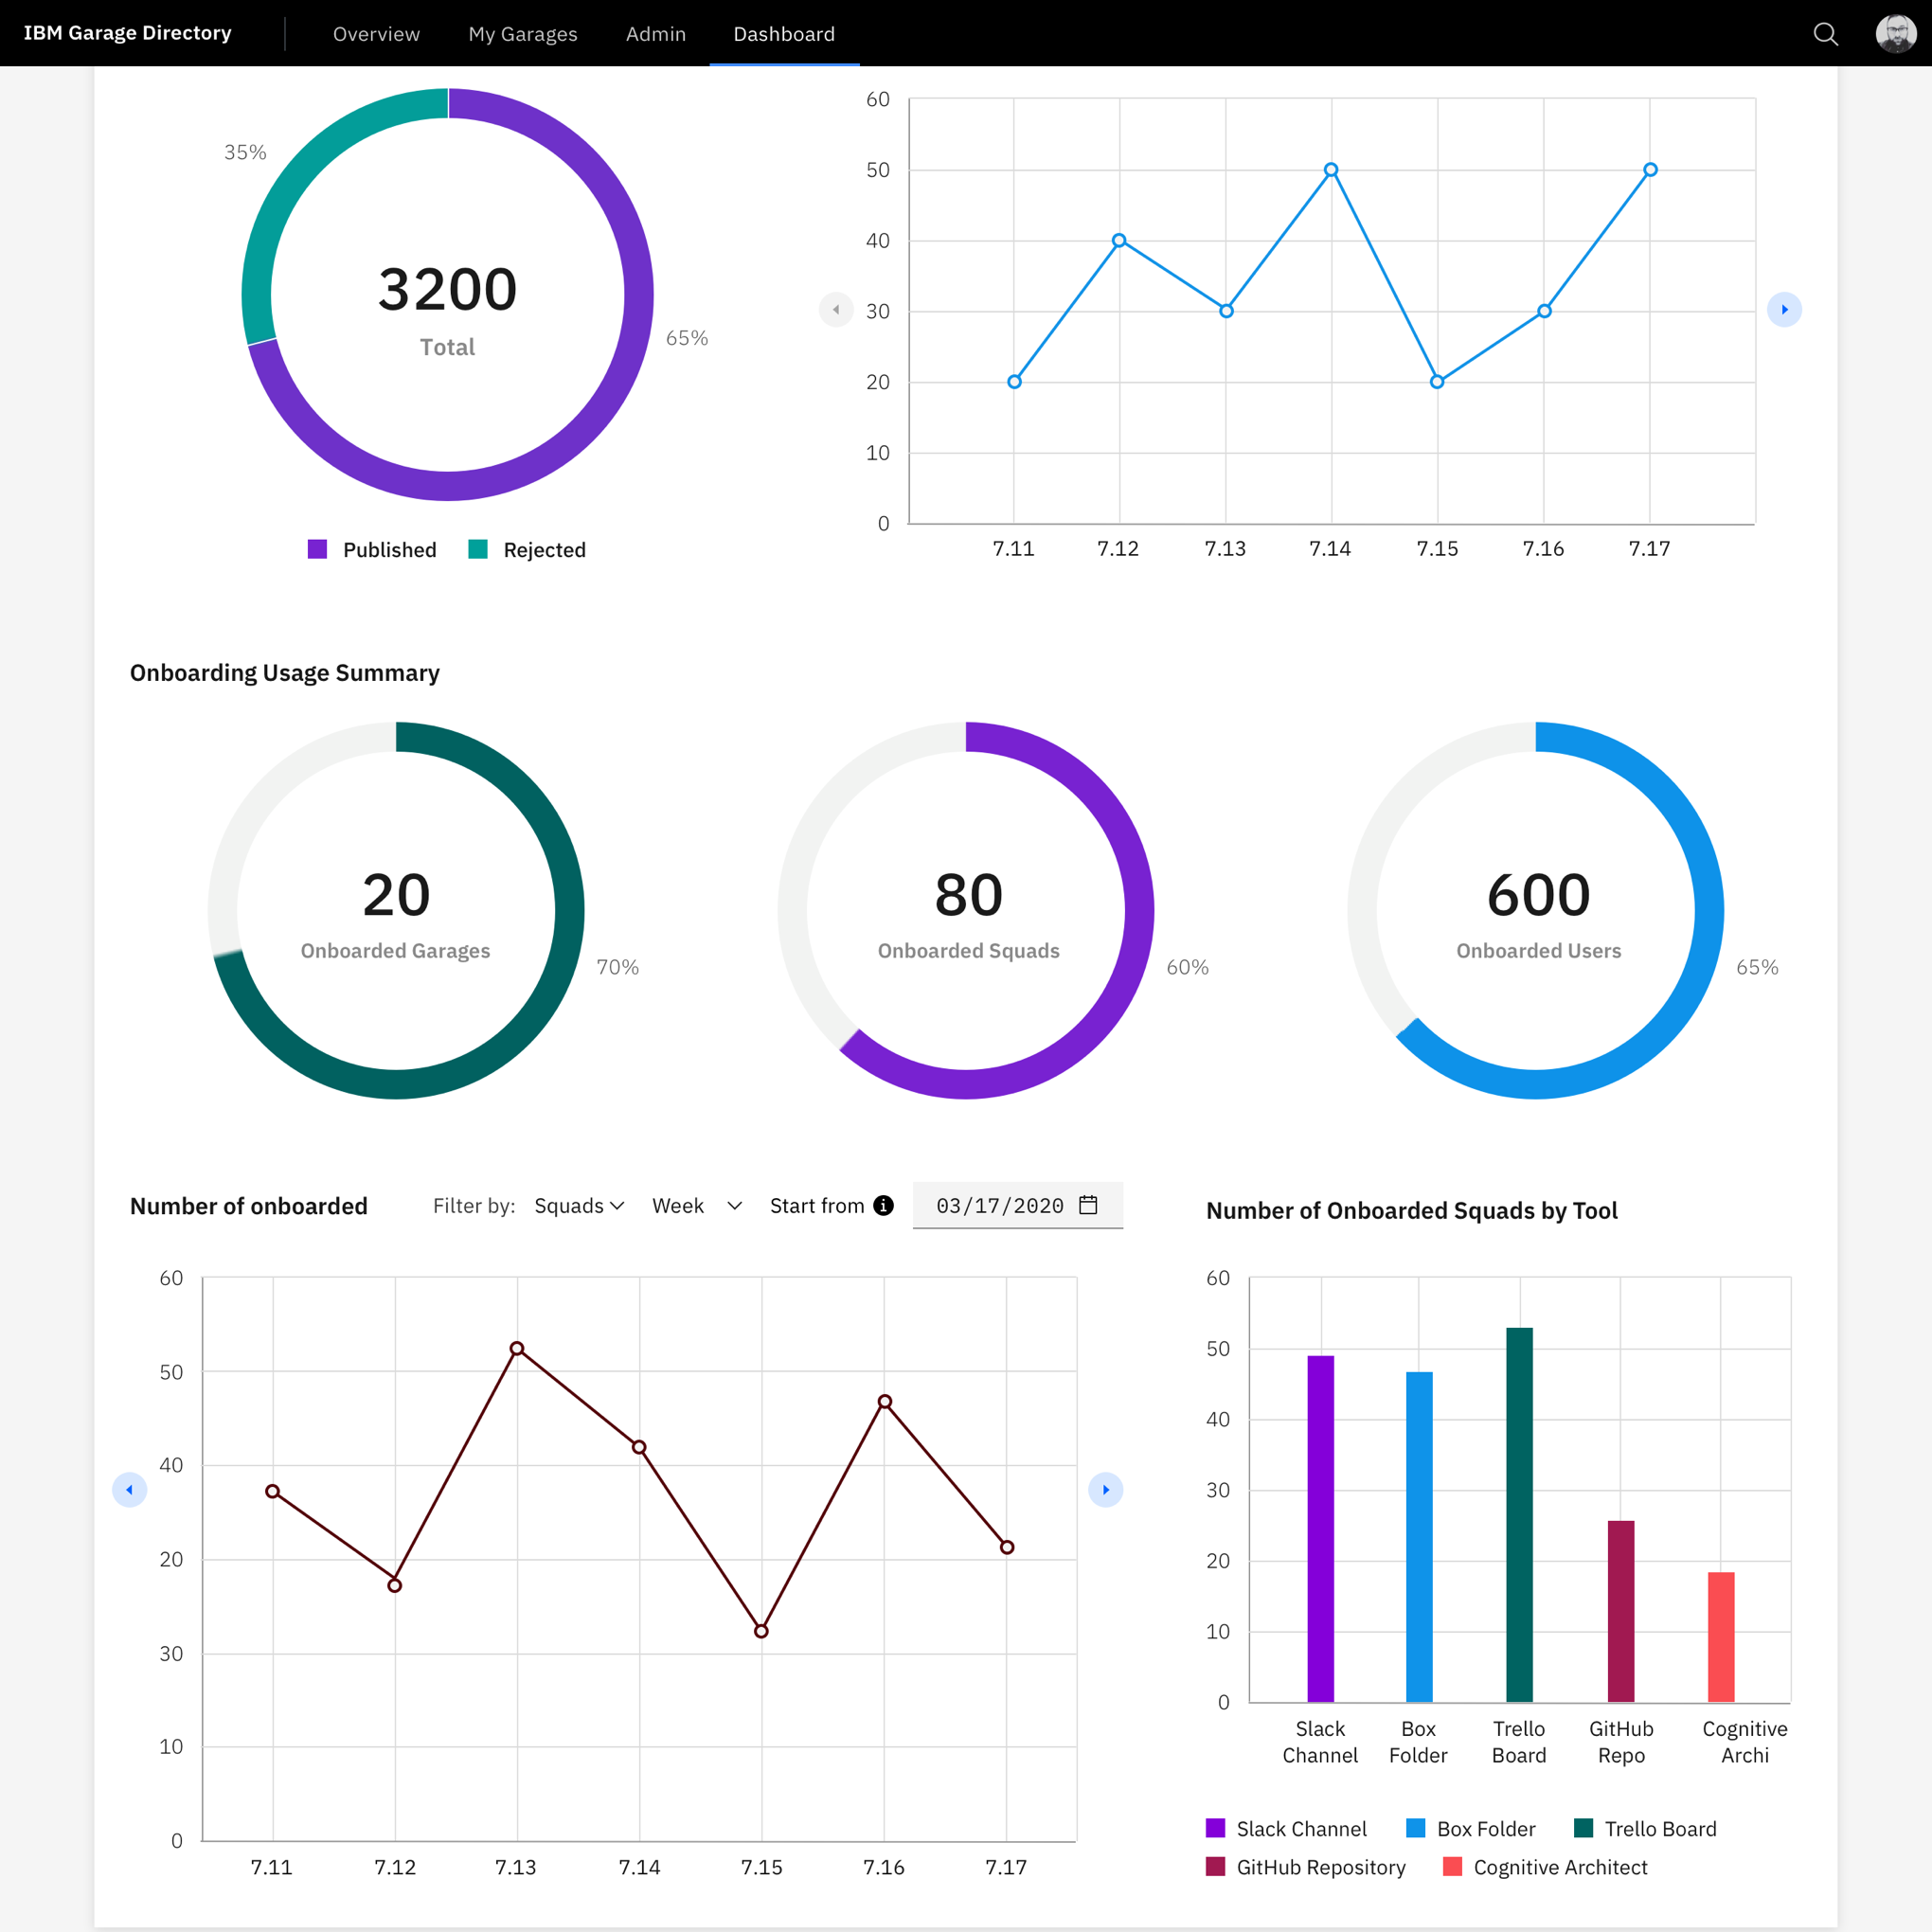 IBM Garage Directory Overview My Garages Admin Dashboard
35%
3200
Total
65%
Published Rejected
60
50
40
30
20
10
0
7.11 7.12 7.13 7.14 7.15 7.16 7.17
Onboarding Usage Summary
20
Onboarded Garages
70%
80
Onboarded Squads
60%
600
Onboarded Users
65%
Number of onboarded Filter by: Squads Week Start from 03/17/2020
60
50
40
20
30
10
0
7.11 7.12 7.13 7.14 7.15 7.16 7.17
Number of Onboarded Squads by Tool
60
50
40
30
20
10
0
Slack Box Trello GitHub Cognitive
Channel Folder Board Repo Archi
Slack Channel Box Folder Trello Board
GitHub Repository Cognitive Architect